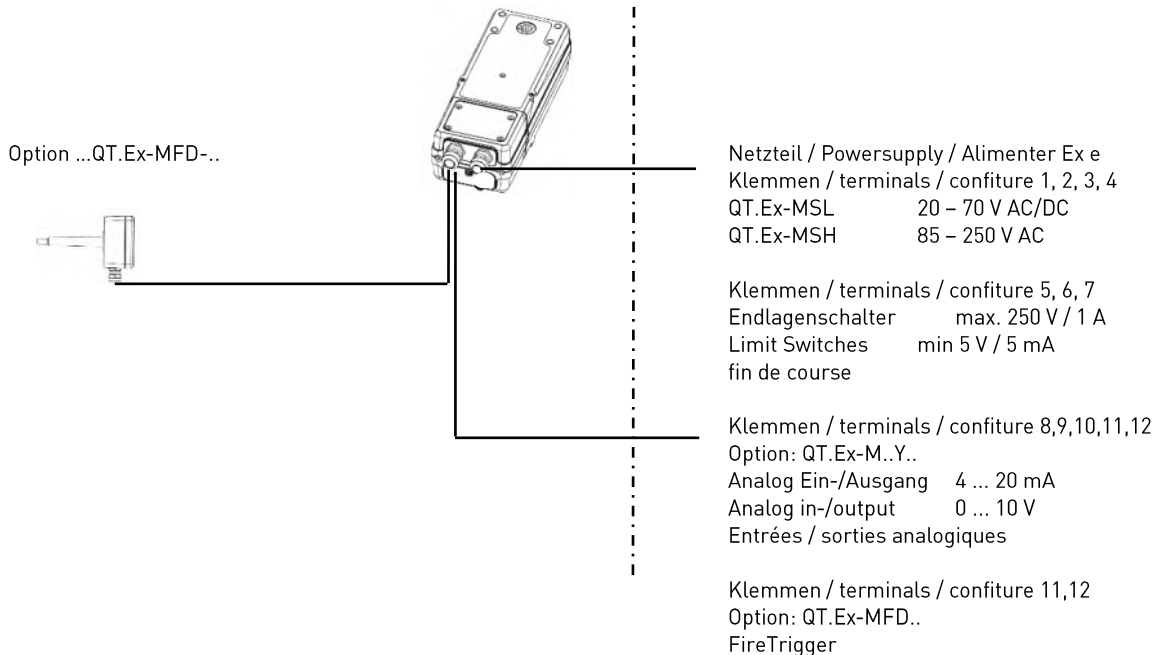 Option ...QT.Ex-MFD-..
Netzteil / Powersupply / Alimenter Ex e
Klemmen / terminals / confiture 1, 2, 3, 4
QT.Ex-MSL 20 – 70 V AC/DC
QT.Ex-MSH 85 – 250 V AC
Klemmen / terminals / confiture 5, 6, 7
Endlagenschalter max. 250 V / 1 A
Limit Switches min 5 V / 5 mA
fin de course
Klemmen / terminals / confiture 8,9,10,11,12
Option: QT.Ex-M..Y..
Analog Ein-/Ausgang 4 ... 20 mA
Analog in-/output 0 ... 10 V
Entrées / sorties analogiques
Klemmen / terminals / confiture 11,12
Option: QT.Ex-MFD..
FireTrigger